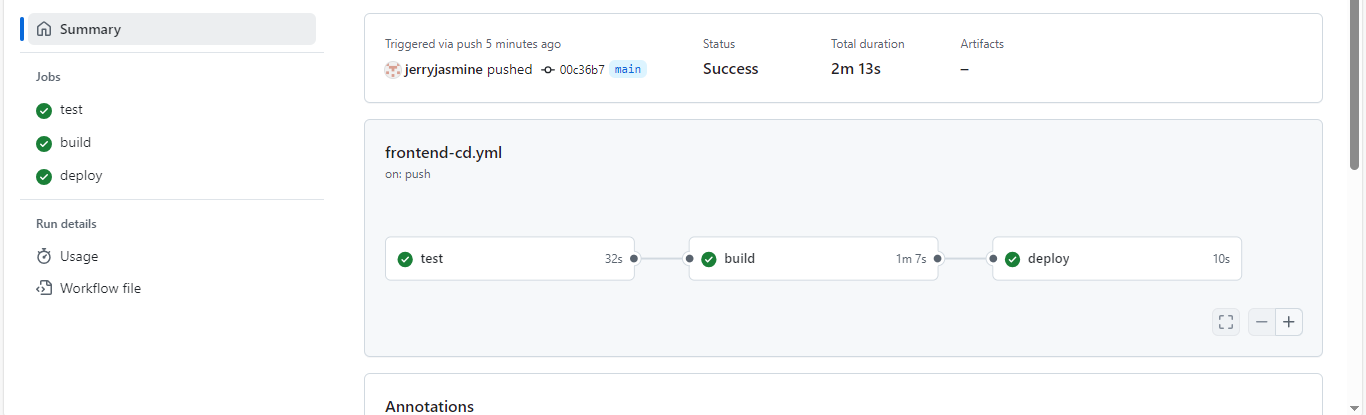 Summary
Jobs
test
build
deploy
Run details
Usage
Workflow file
Triggered via push 5 minutes ago
jerryjasmine pushed 00c36b7 main
Status
Success
Total duration
2m 13s
Artifacts
–
frontend-cd.yml
on: push
test 32s
build 1m 7s
deploy 10s
Annotations